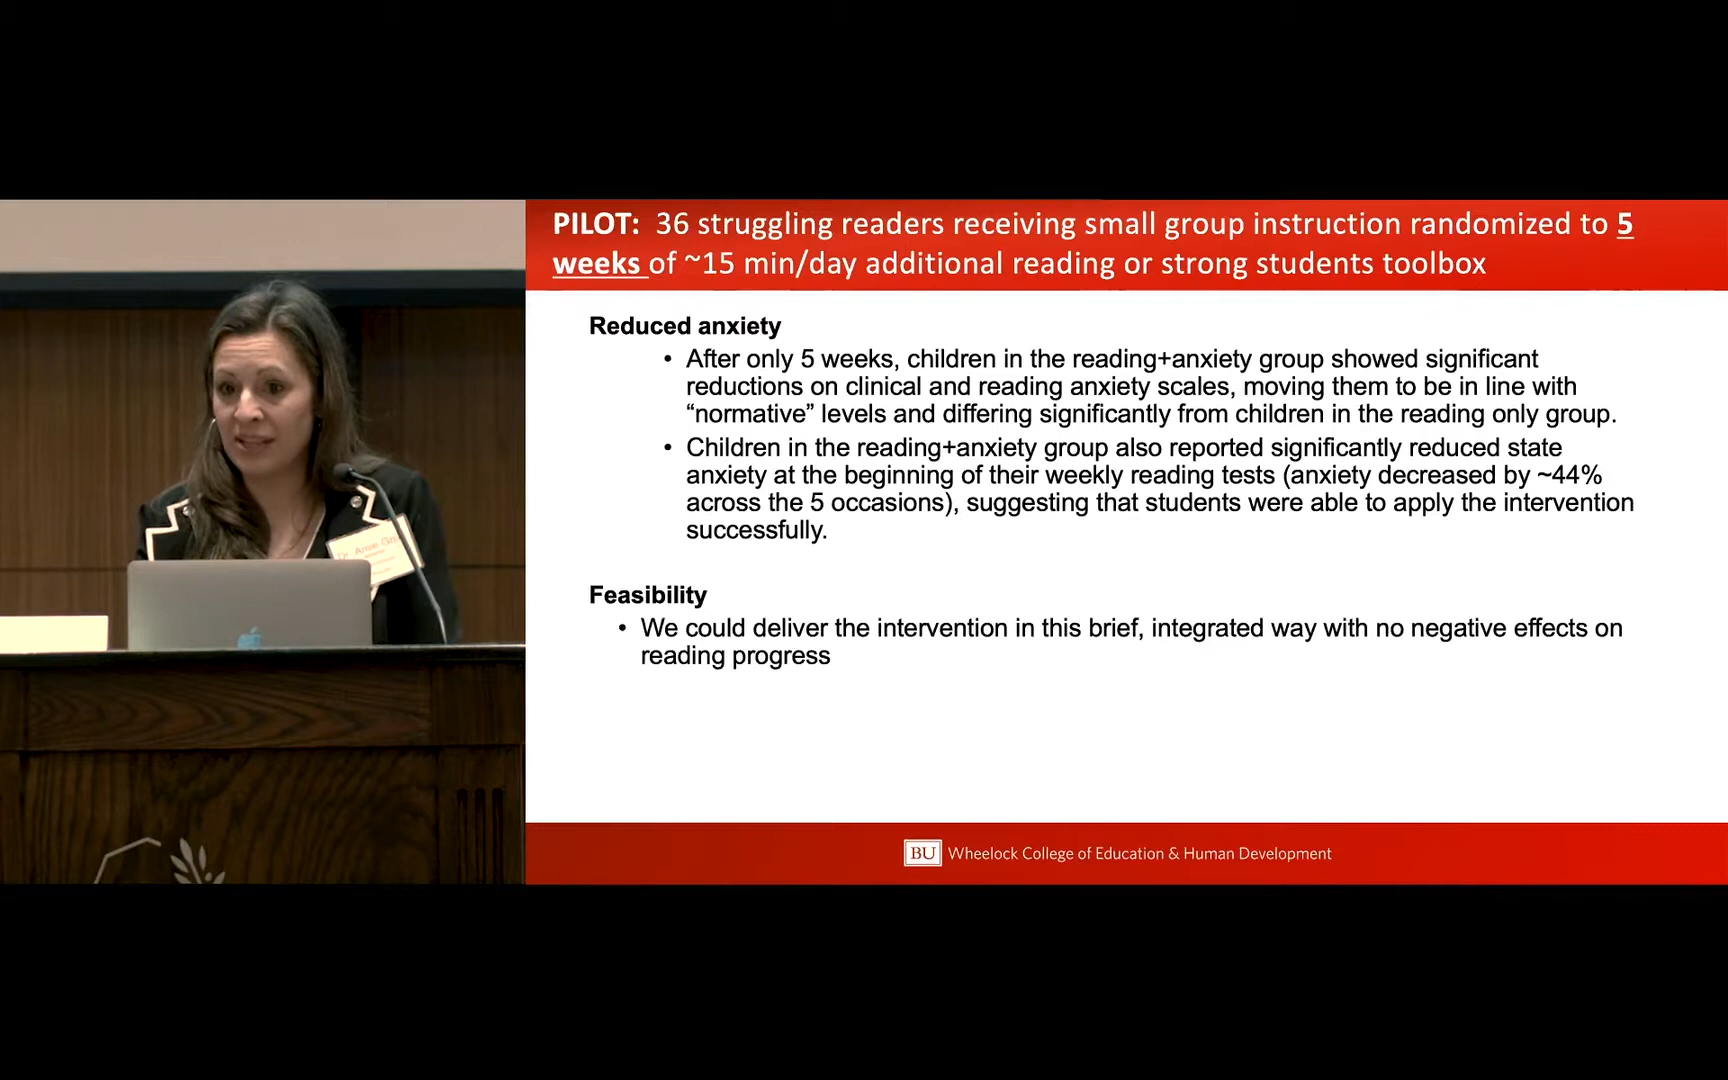 PILOT: 36 struggling readers receiving small group instruction randomized to 5
weeks of ~15 min/day additional reading or strong students toolbox
Reduced anxiety
• After only 5 weeks, children in the reading+anxiety group showed significant
reductions on clinical and reading anxiety scales, moving them to be in line with
“normative” levels and differing significantly from children in the reading only group.
• Children in the reading+anxiety group also reported significantly reduced state
anxiety at the beginning of their weekly reading tests (anxiety decreased by ~44%
across the 5 occasions), suggesting that students were able to apply the intervention
successfully.
Feasibility
• We could deliver the intervention in this brief, integrated way with no negative effects on
reading progress
BU Wheelock College of Education & Human Development
Dr.